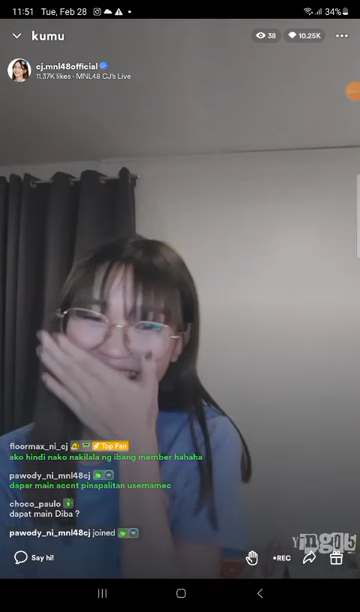 11:51 Tue, Feb 28 34%
kumu 38 10.25K
cj.mnl48official
11.37K likes · MNL48 CJ's Live
floormax_ni_cj Top Fan
ako hindi nako nakilala ng ibang member hahaha
pawody_ni_mnl48cj
dapar main accnt pinapalitan usernamec
choco_paulo
dapat main Diba ?
pawody_ni_mnl48cj joined
Say hi! •REC